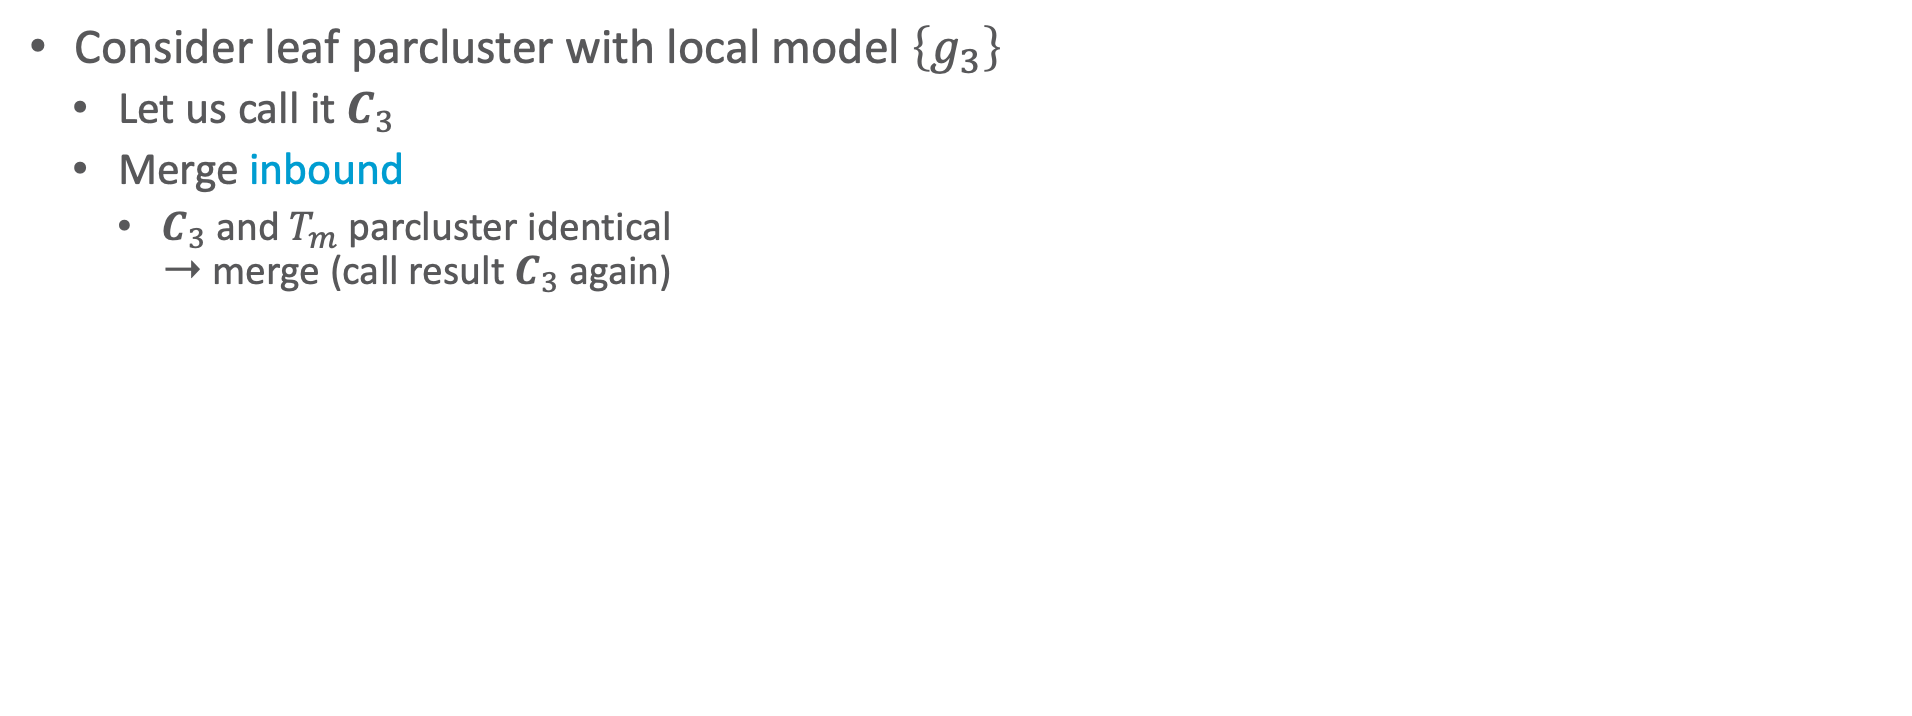 • Consider leaf parcluster with local model {g₃}
• Let us call it C₃
• Merge inbound
• C₃ and Tₘ parcluster identical
→ merge (call result C₃ again)